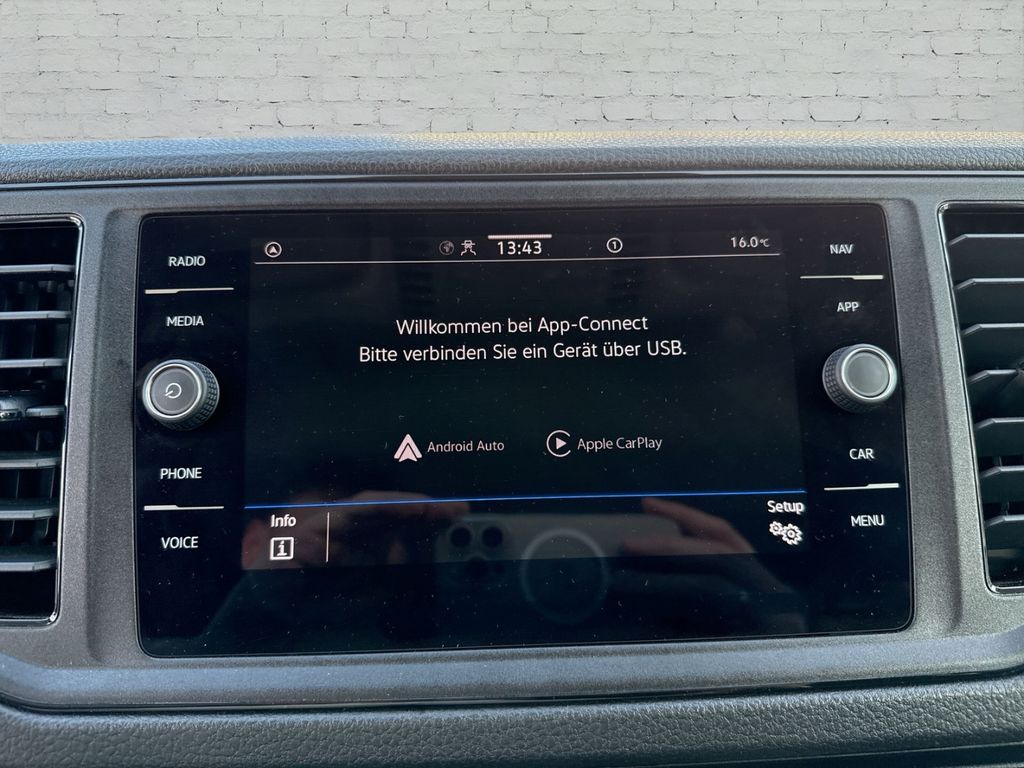 RADIO
MEDIA
PHONE
VOICE
13:43
1
16.0°C
Willkommen bei App-Connect
Bitte verbinden Sie ein Gerät über USB.
Android Auto
Apple CarPlay
Info
i
Setup
NAV
APP
CAR
MENU